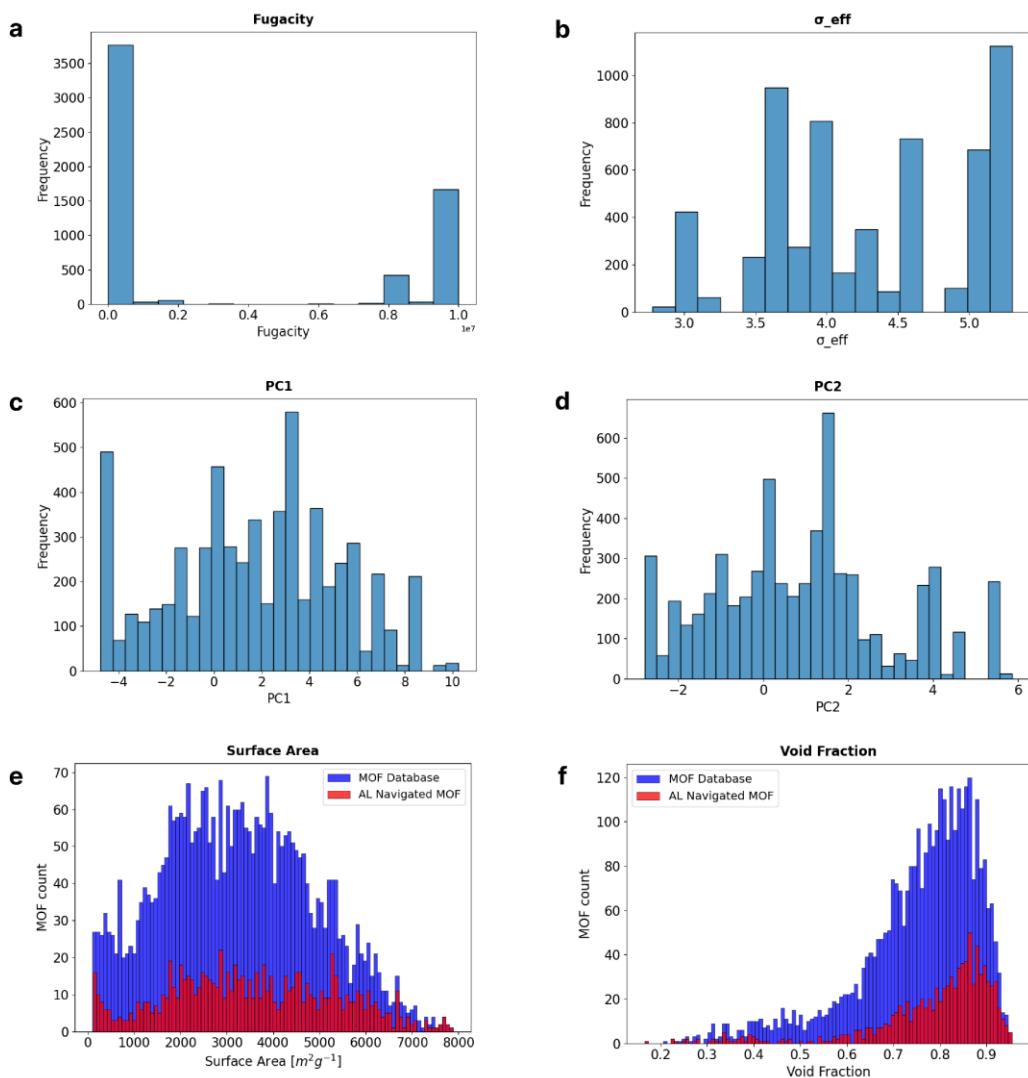 a
Fugacity
Frequency
3500
3000
2500
2000
1500
1000
500
0
0.0 0.2 0.4 0.6 0.8 1.0
1e7
Fugacity
b
σ_eff
Frequency
1000
800
600
400
200
0
3.0 3.5 4.0 4.5 5.0
σ_eff
c
PC1
Frequency
600
500
400
300
200
100
0
−4 −2 0 2 4 6 8 10
PC1
d
PC2
Frequency
600
500
400
300
200
100
0
−2 0 2 4 6
PC2
e
Surface Area
MOF Database
AL Navigated MOF
MOF count
70
60
50
40
30
20
10
0
0 1000 2000 3000 4000 5000 6000 7000 8000
Surface Area [m²g⁻¹]
f
Void Fraction
MOF Database
AL Navigated MOF
MOF count
120
100
80
60
40
20
0
0.2 0.3 0.4 0.5 0.6 0.7 0.8 0.9
Void Fraction